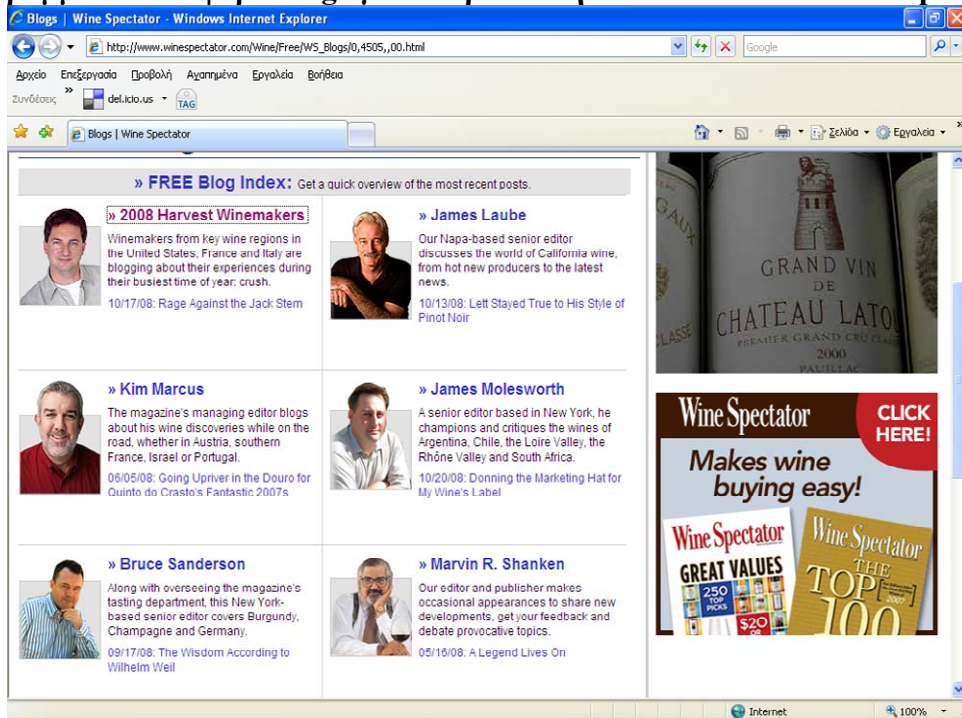 Blogs | Wine Spectator - Windows Internet Explorer
http://www.winespectator.com/Wine/Free/WS_Blogs/0,4505,,00.html
Google
Αρχείο Επεξεργασία Προβολή Αγαπημένα Εργαλεία Βοήθεια
Συνδέσεις » del.icio.us TAG
Blogs | Wine Spectator
Σελίδα Εργαλεία »
» FREE Blog Index: Get a quick overview of the most recent posts.
» 2008 Harvest Winemakers
Winemakers from key wine regions in
the United States, France and Italy are
blogging about their experiences during
their busiest time of year: crush.
10/17/08: Rage Against the Jack Stem
» James Laube
Our Napa-based senior editor
discusses the world of California wine,
from hot new producers to the latest
news.
10/13/08: Lett Stayed True to His Style of
Pinot Noir
» Kim Marcus
The magazine's managing editor blogs
about his wine discoveries while on the
road, whether in Austria, southern
France, Israel or Portugal.
06/05/08: Going Upriver in the Douro for
Quinto do Crasto's Fantastic 2007s
» James Molesworth
A senior editor based in New York, he
champions and critiques the wines of
Argentina, Chile, the Loire Valley, the
Rhône Valley and South Africa.
10/20/08: Donning the Marketing Hat for
My Wine's Label
» Bruce Sanderson
Along with overseeing the magazine's
tasting department, this New York-
based senior editor covers Burgundy,
Champagne and Germany.
09/17/08: The Wisdom According to
Wilhelm Weil
» Marvin R. Shanken
Our editor and publisher makes
occasional appearances to share new
developments, get your feedback and
debate provocative topics.
05/16/08: A Legend Lives On
GRAND VIN
DE
CHATEAU LATOU
PREMIER GRAND CRU CLASS
2000
PAUILLAC
CLASSE
Wine Spectator
CLICK
HERE!
Makes wine
buying easy!
Wine Spectator
GREAT VALUES
250
TOP
PICKS
$20
OR
Wine Spectator
THE
TOP
100
2007
Internet
100%